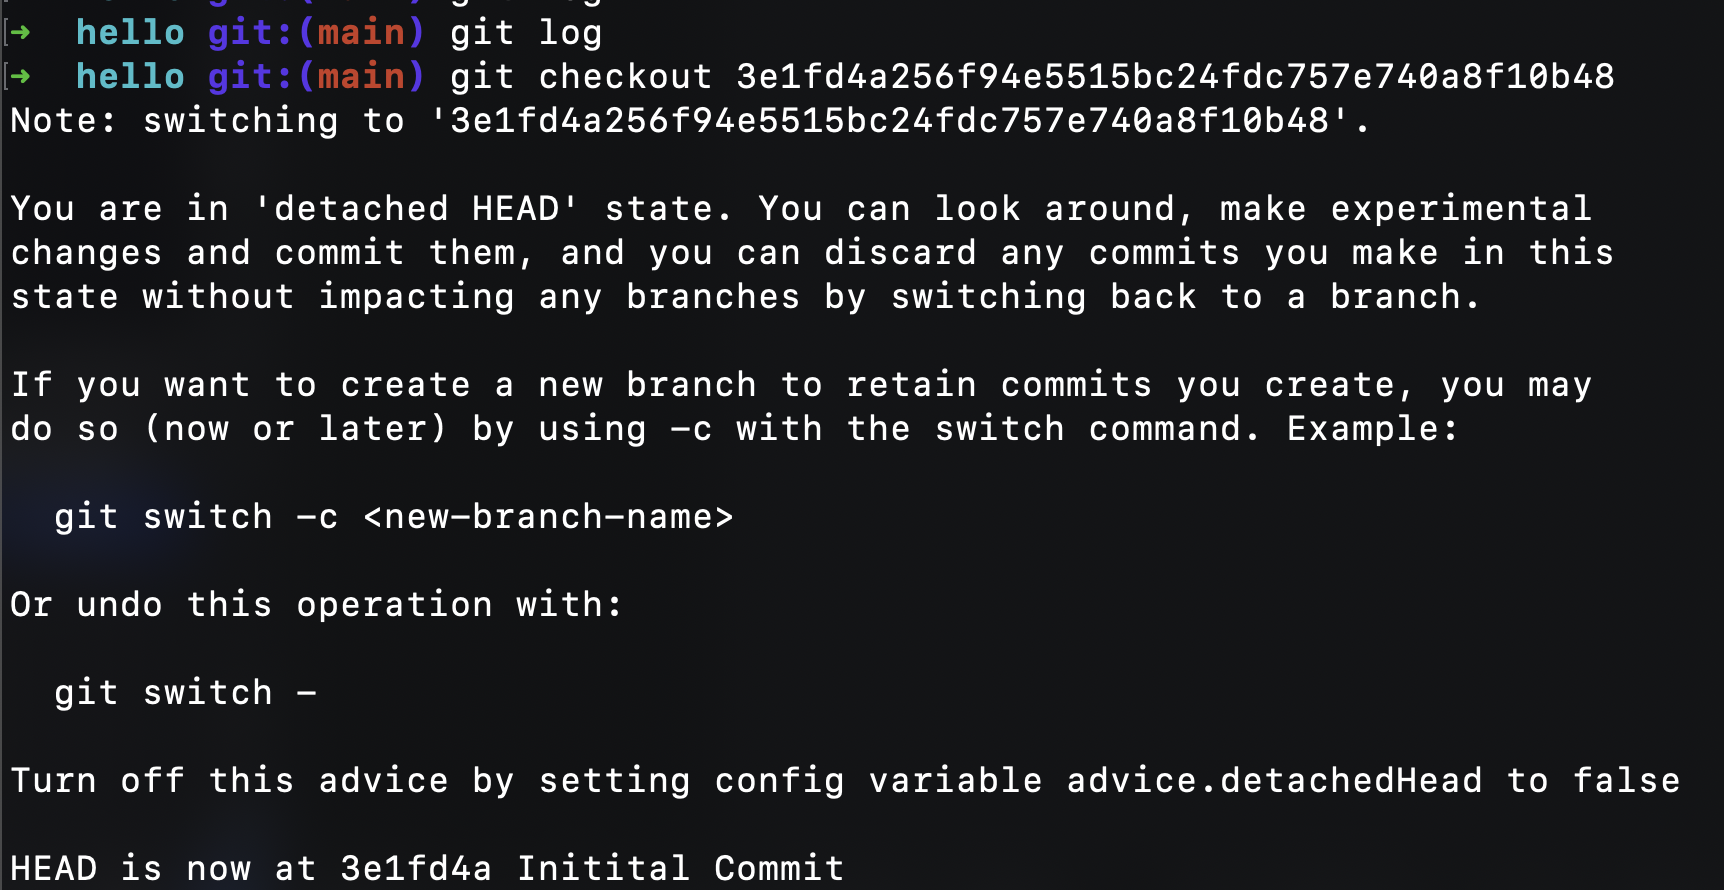 ➜  hello git:(main) git log
➜  hello git:(main) git checkout 3e1fd4a256f94e5515bc24fdc757e740a8f10b48
Note: switching to '3e1fd4a256f94e5515bc24fdc757e740a8f10b48'.

You are in 'detached HEAD' state. You can look around, make experimental
changes and commit them, and you can discard any commits you make in this
state without impacting any branches by switching back to a branch.

If you want to create a new branch to retain commits you create, you may
do so (now or later) by using -c with the switch command. Example:

  git switch -c <new-branch-name>

Or undo this operation with:

  git switch -

Turn off this advice by setting config variable advice.detachedHead to false

HEAD is now at 3e1fd4a Initital Commit